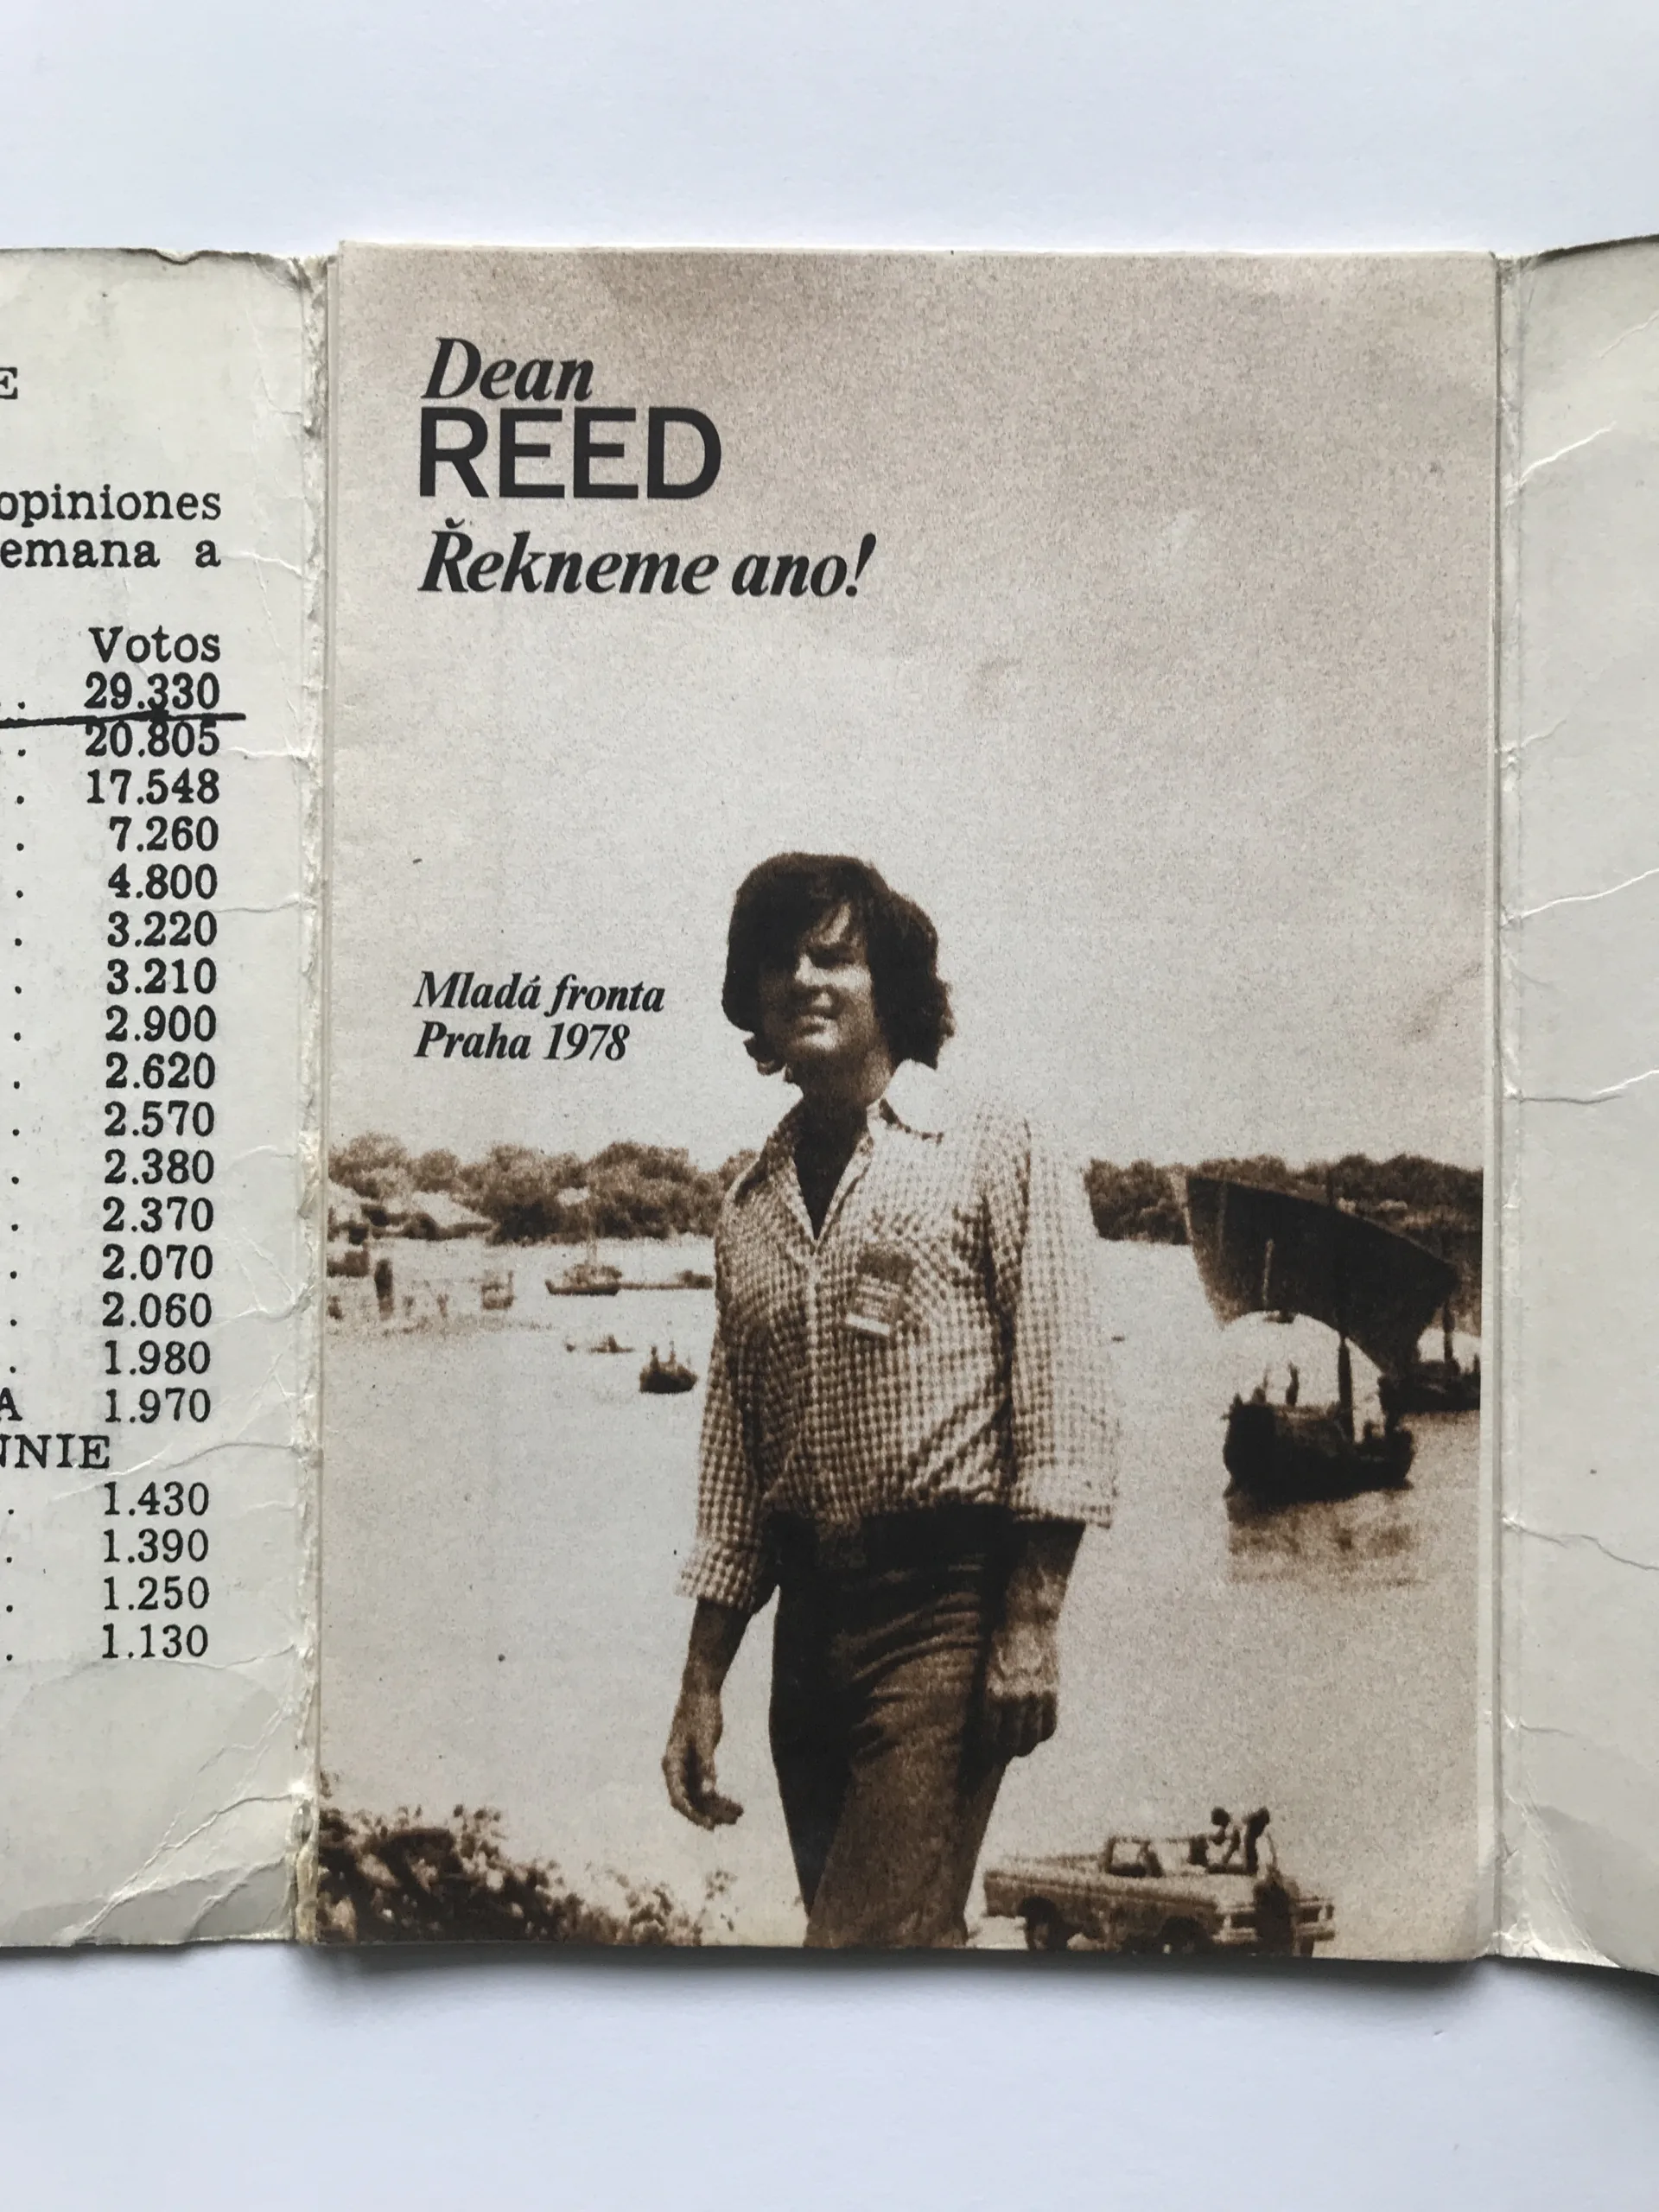 E
opiniones
emana a
Votos
. . 29.330
. . 20.805
. 17.548
. 7.260
. 4.800
. 3.220
. 3.210
. 2.900
. 2.620
. 2.570
. 2.380
. 2.370
. 2.070
. 2.060
. 1.980
A 1.970
NNIE
. 1.430
. 1.390
. 1.250
. 1.130
Dean
REED
Řekneme ano!
Mladá fronta
Praha 1978